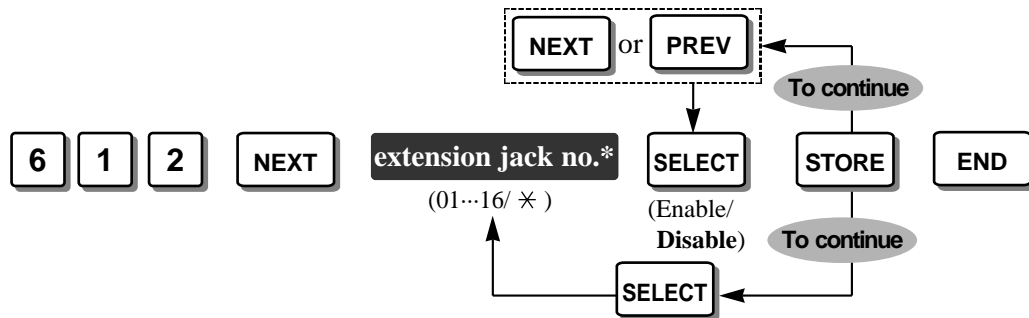 NEXT or PREV
To continue
6 1 2 NEXT extension jack no.* SELECT STORE END
(01···16/ ✳ )
(Enable/
Disable)
To continue
SELECT